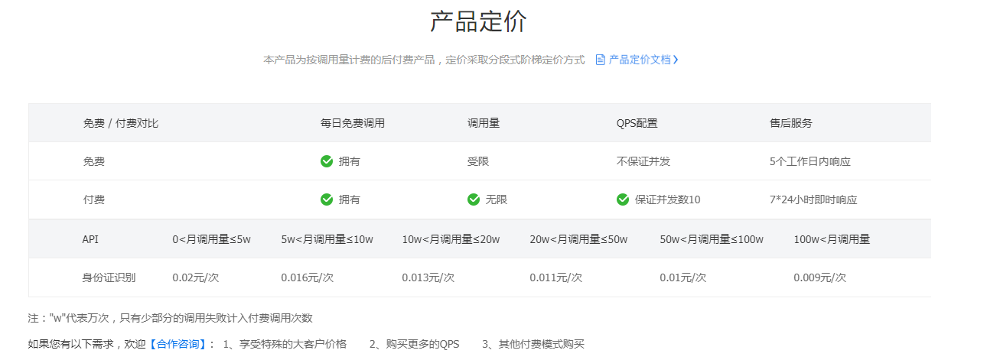 产品定价
本产品为按调用量计费的后付费产品，定价采取分段式阶梯定价方式 产品定价文档
免费 / 付费对比 每日免费调用 调用量 QPS配置 售后服务
免费 拥有 受限 不保证并发 5个工作日内响应
付费 拥有 无限 保证并发数10 7*24小时即时响应
API 0<月调用量≤5w 5w<月调用量≤10w 10w<月调用量≤20w 20w<月调用量≤50w 50w<月调用量≤100w 100w<月调用量
身份证识别 0.02元/次 0.016元/次 0.013元/次 0.011元/次 0.01元/次 0.009元/次
注："w"代表万次，只有少部分的调用失败计入付费调用次数
如果您有以下需求，欢迎【合作咨询】： 1、享受特殊的大客户价格 2、购买更多的QPS 3、其他付费模式购买